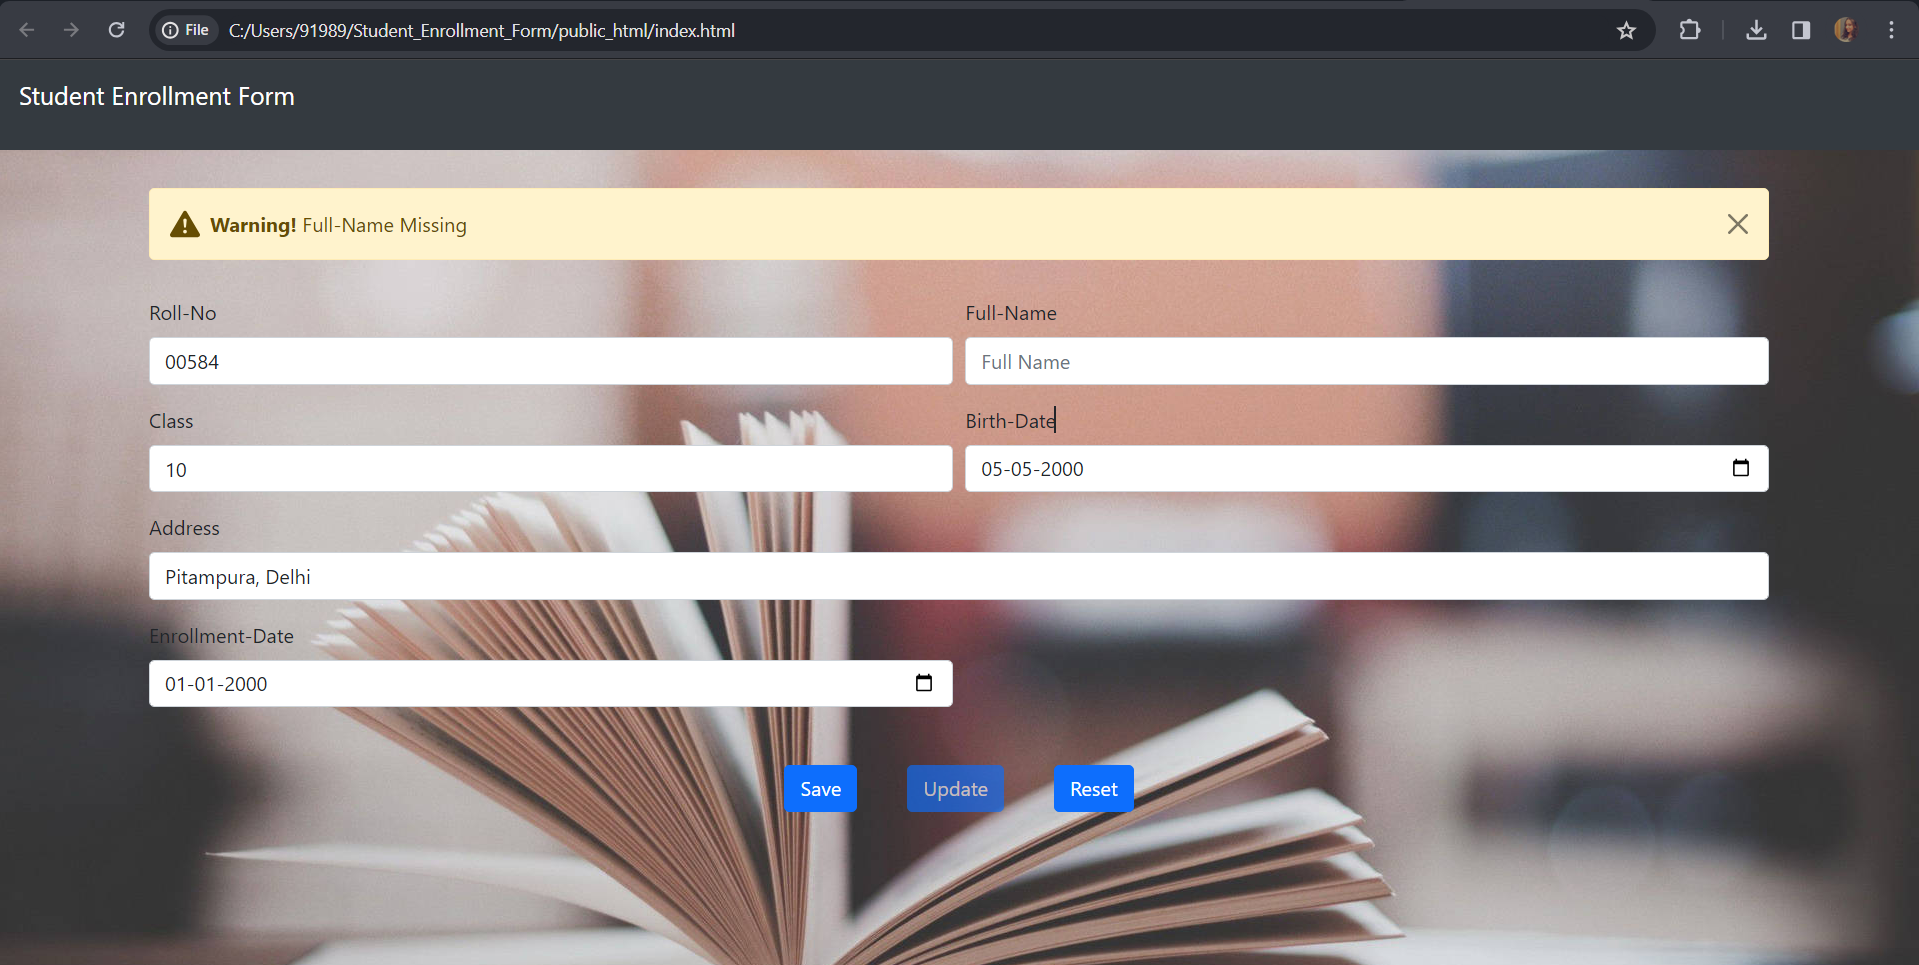 File C:/Users/91989/Student_Enrollment_Form/public_html/index.html
Student Enrollment Form
Warning! Full-Name Missing
Roll-No Full-Name
00584 Full Name
Class Birth-Date
10 05-05-2000
Address
Pitampura, Delhi
Enrollment-Date
01-01-2000
Save Update Reset